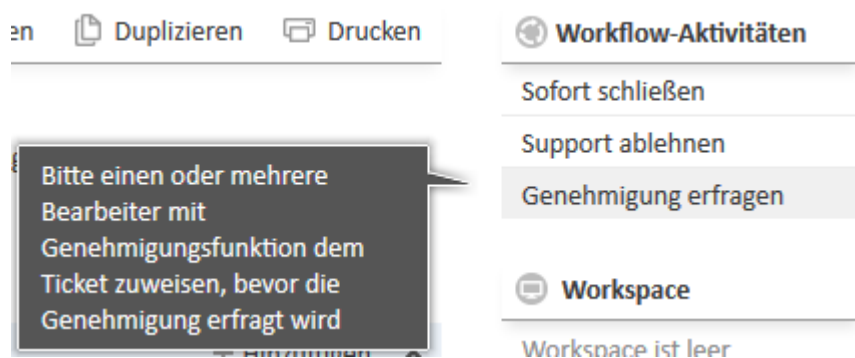 en Duplizieren Drucken
Bitte einen oder mehrere
Bearbeiter mit
Genehmigungsfunktion dem
Ticket zuweisen, bevor die
Genehmigung erfragt wird
Workflow-Aktivitäten
Sofort schließen
Support ablehnen
Genehmigung erfragen
Workspace
Workspace ist leer